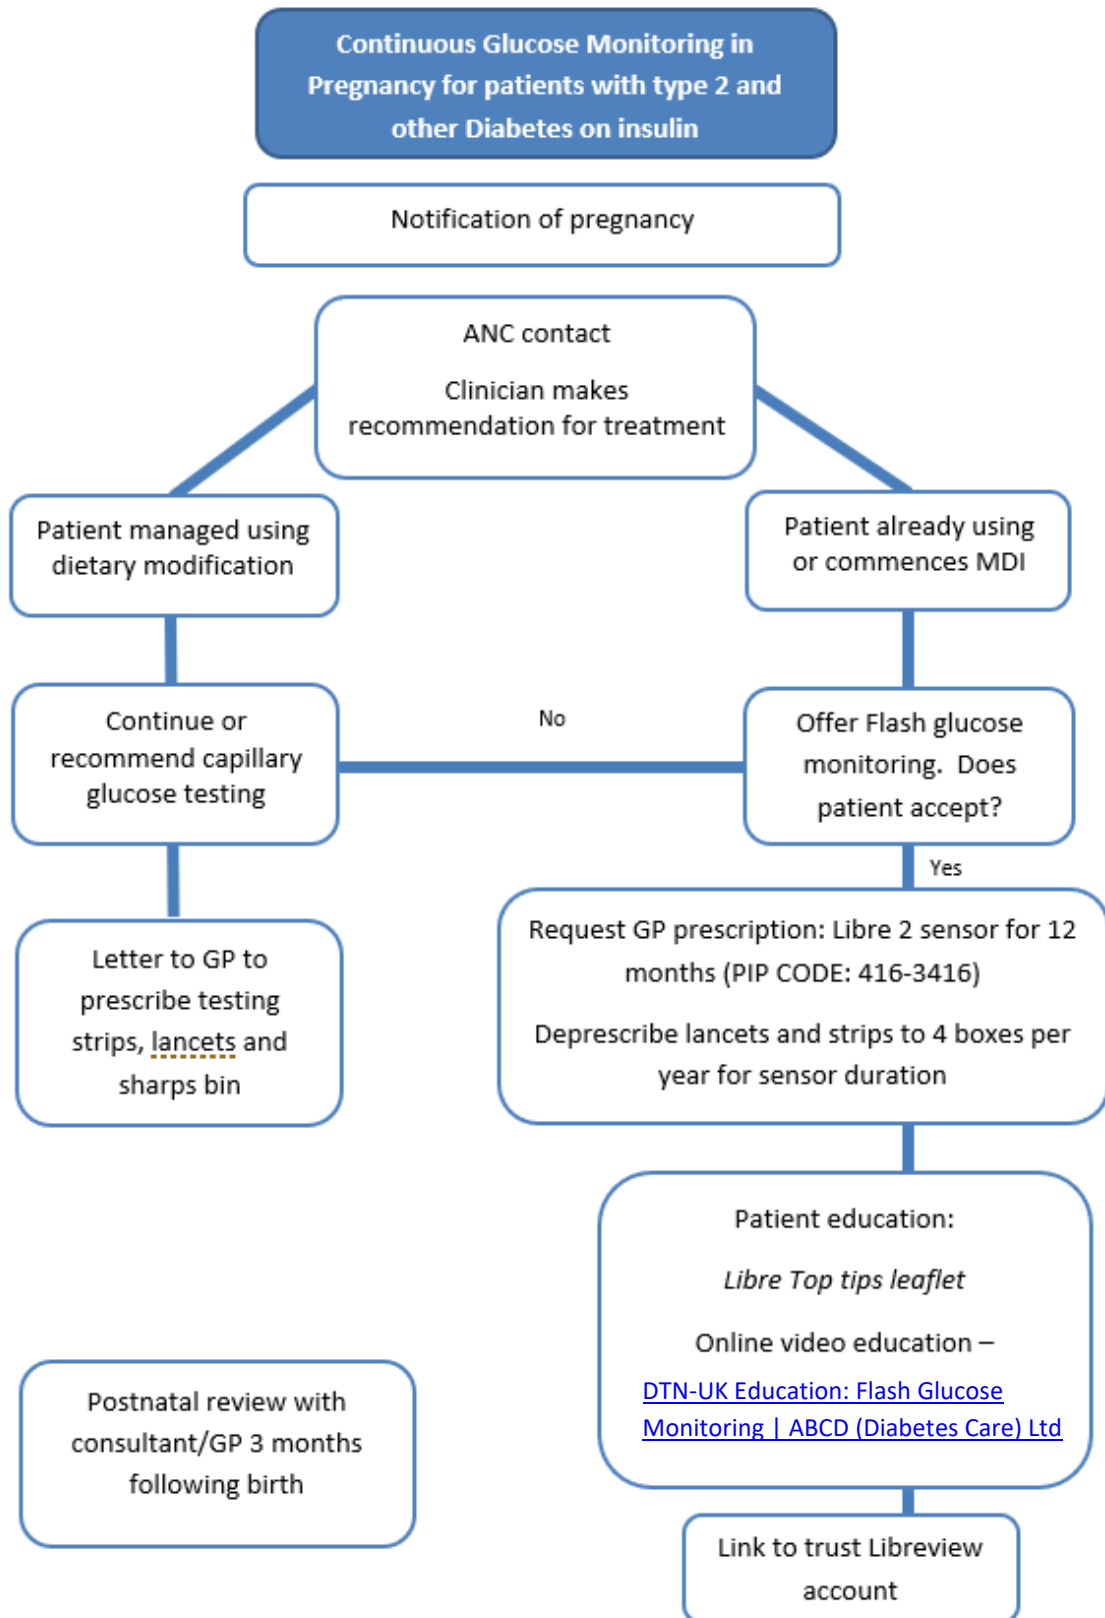 Continuous Glucose Monitoring in
Pregnancy for patients with type 2 and
other Diabetes on insulin
Notification of pregnancy
ANC contact
Clinician makes
recommendation for treatment
Patient managed using
dietary modification
Patient already using
or commences MDI
Continue or
recommend capillary
glucose testing
No
Offer Flash glucose
monitoring. Does
patient accept?
Yes
Letter to GP to
prescribe testing
strips, lancets and
sharps bin
Request GP prescription: Libre 2 sensor for 12
months (PIP CODE: 416-3416)
Deprescribe lancets and strips to 4 boxes per
year for sensor duration
Patient education:
Libre Top tips leaflet
Online video education –
DTN-UK Education: Flash Glucose
Monitoring | ABCD (Diabetes Care) Ltd
Postnatal review with
consultant/GP 3 months
following birth
Link to trust Libreview
account